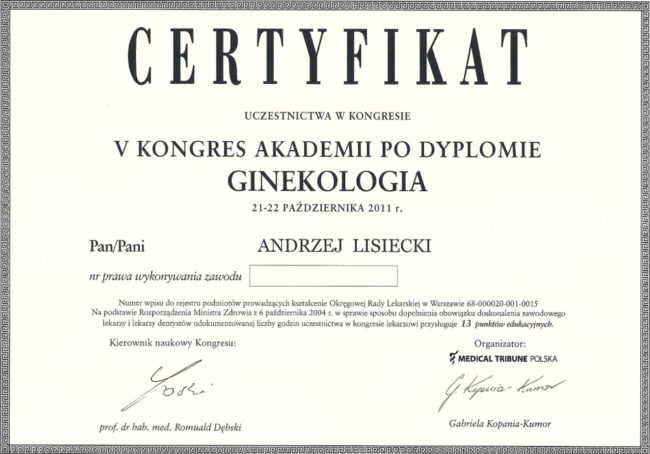 CERTYFIKAT
UCZESTNICTWA W KONGRESIE
V KONGRES AKADEMII PO DYPLOMIE
GINEKOLOGIA
21-22 PAŹDZIERNIKA 2011 r.
Pan/Pani ANDRZEJ LISIECKI
nr prawa wykonywania zawodu
Numer wpisu do rejestru podmiotów prowadzących kształcenie Okręgowej Rady Lekarskiej w Warszawie 68-000020-001-0015
Na podstawie Rozporządzenia Ministra Zdrowia z 6 października 2004 r. w sprawie sposobu dopełnienia obowiązku doskonalenia zawodowego
lekarzy i lekarzy dentystów udokumentowanej liczby godzin uczestnictwa w kongresie lekarzowi przysługuje 13 punktów edukacyjnych.
Kierownik naukowy Kongresu:
Organizator:
MEDICAL TRIBUNE POLSKA
G. Kopania-Kumor
prof. dr hab. med. Romuald Dębski
Gabriela Kopania-Kumor